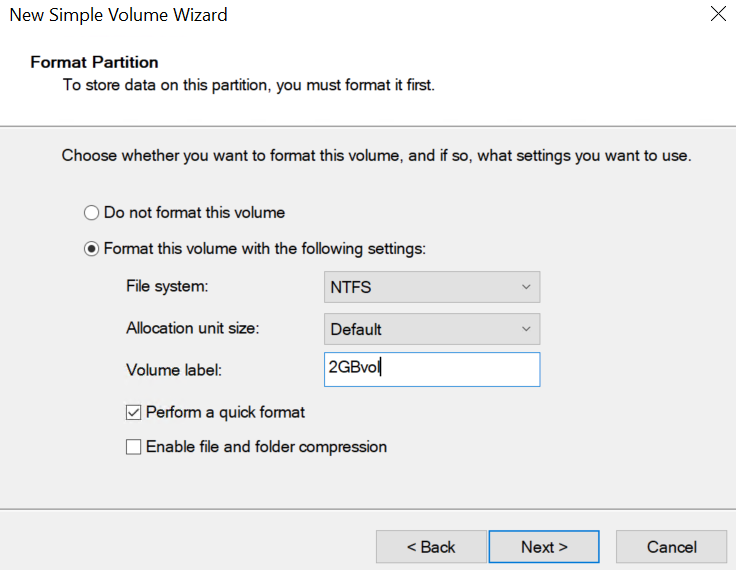 New Simple Volume Wizard
Format Partition
To store data on this partition, you must format it first.
Choose whether you want to format this volume, and if so, what settings you want to use.
Do not format this volume
Format this volume with the following settings:
File system: NTFS
Allocation unit size: Default
Volume label: 2GBvol
Perform a quick format
Enable file and folder compression
< Back Next > Cancel